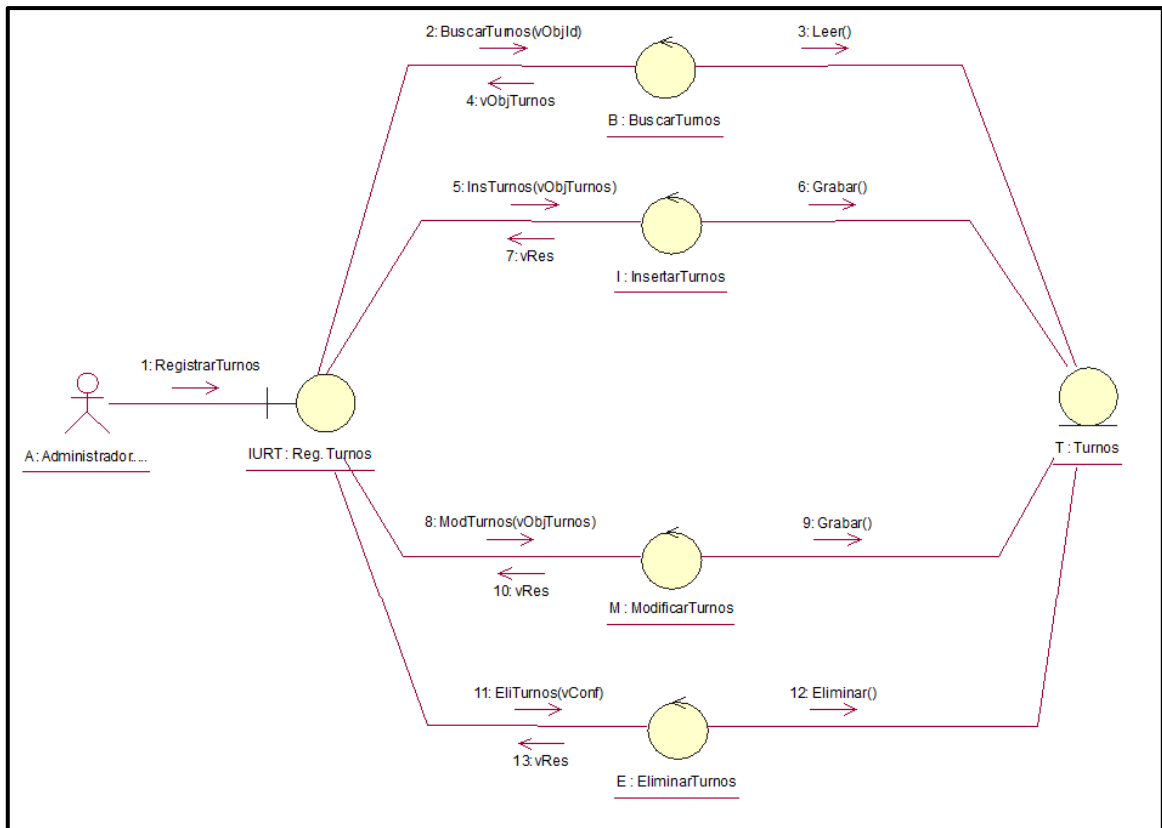 2: BuscarTurnos(vObjId)
3: Leer()
4: vObjTurnos
B : BuscarTurnos
5: InsTurnos(vObjTurnos)
6: Grabar()
7: vRes
I : InsertarTurnos
1: RegistrarTurnos
A : Administrador....
IURT : Reg. Turnos
T : Turnos
8: ModTurnos(vObjTurnos)
9: Grabar()
10: vRes
M : ModificarTurnos
11: EliTurnos(vConf)
12: Eliminar()
13: vRes
E : EliminarTurnos